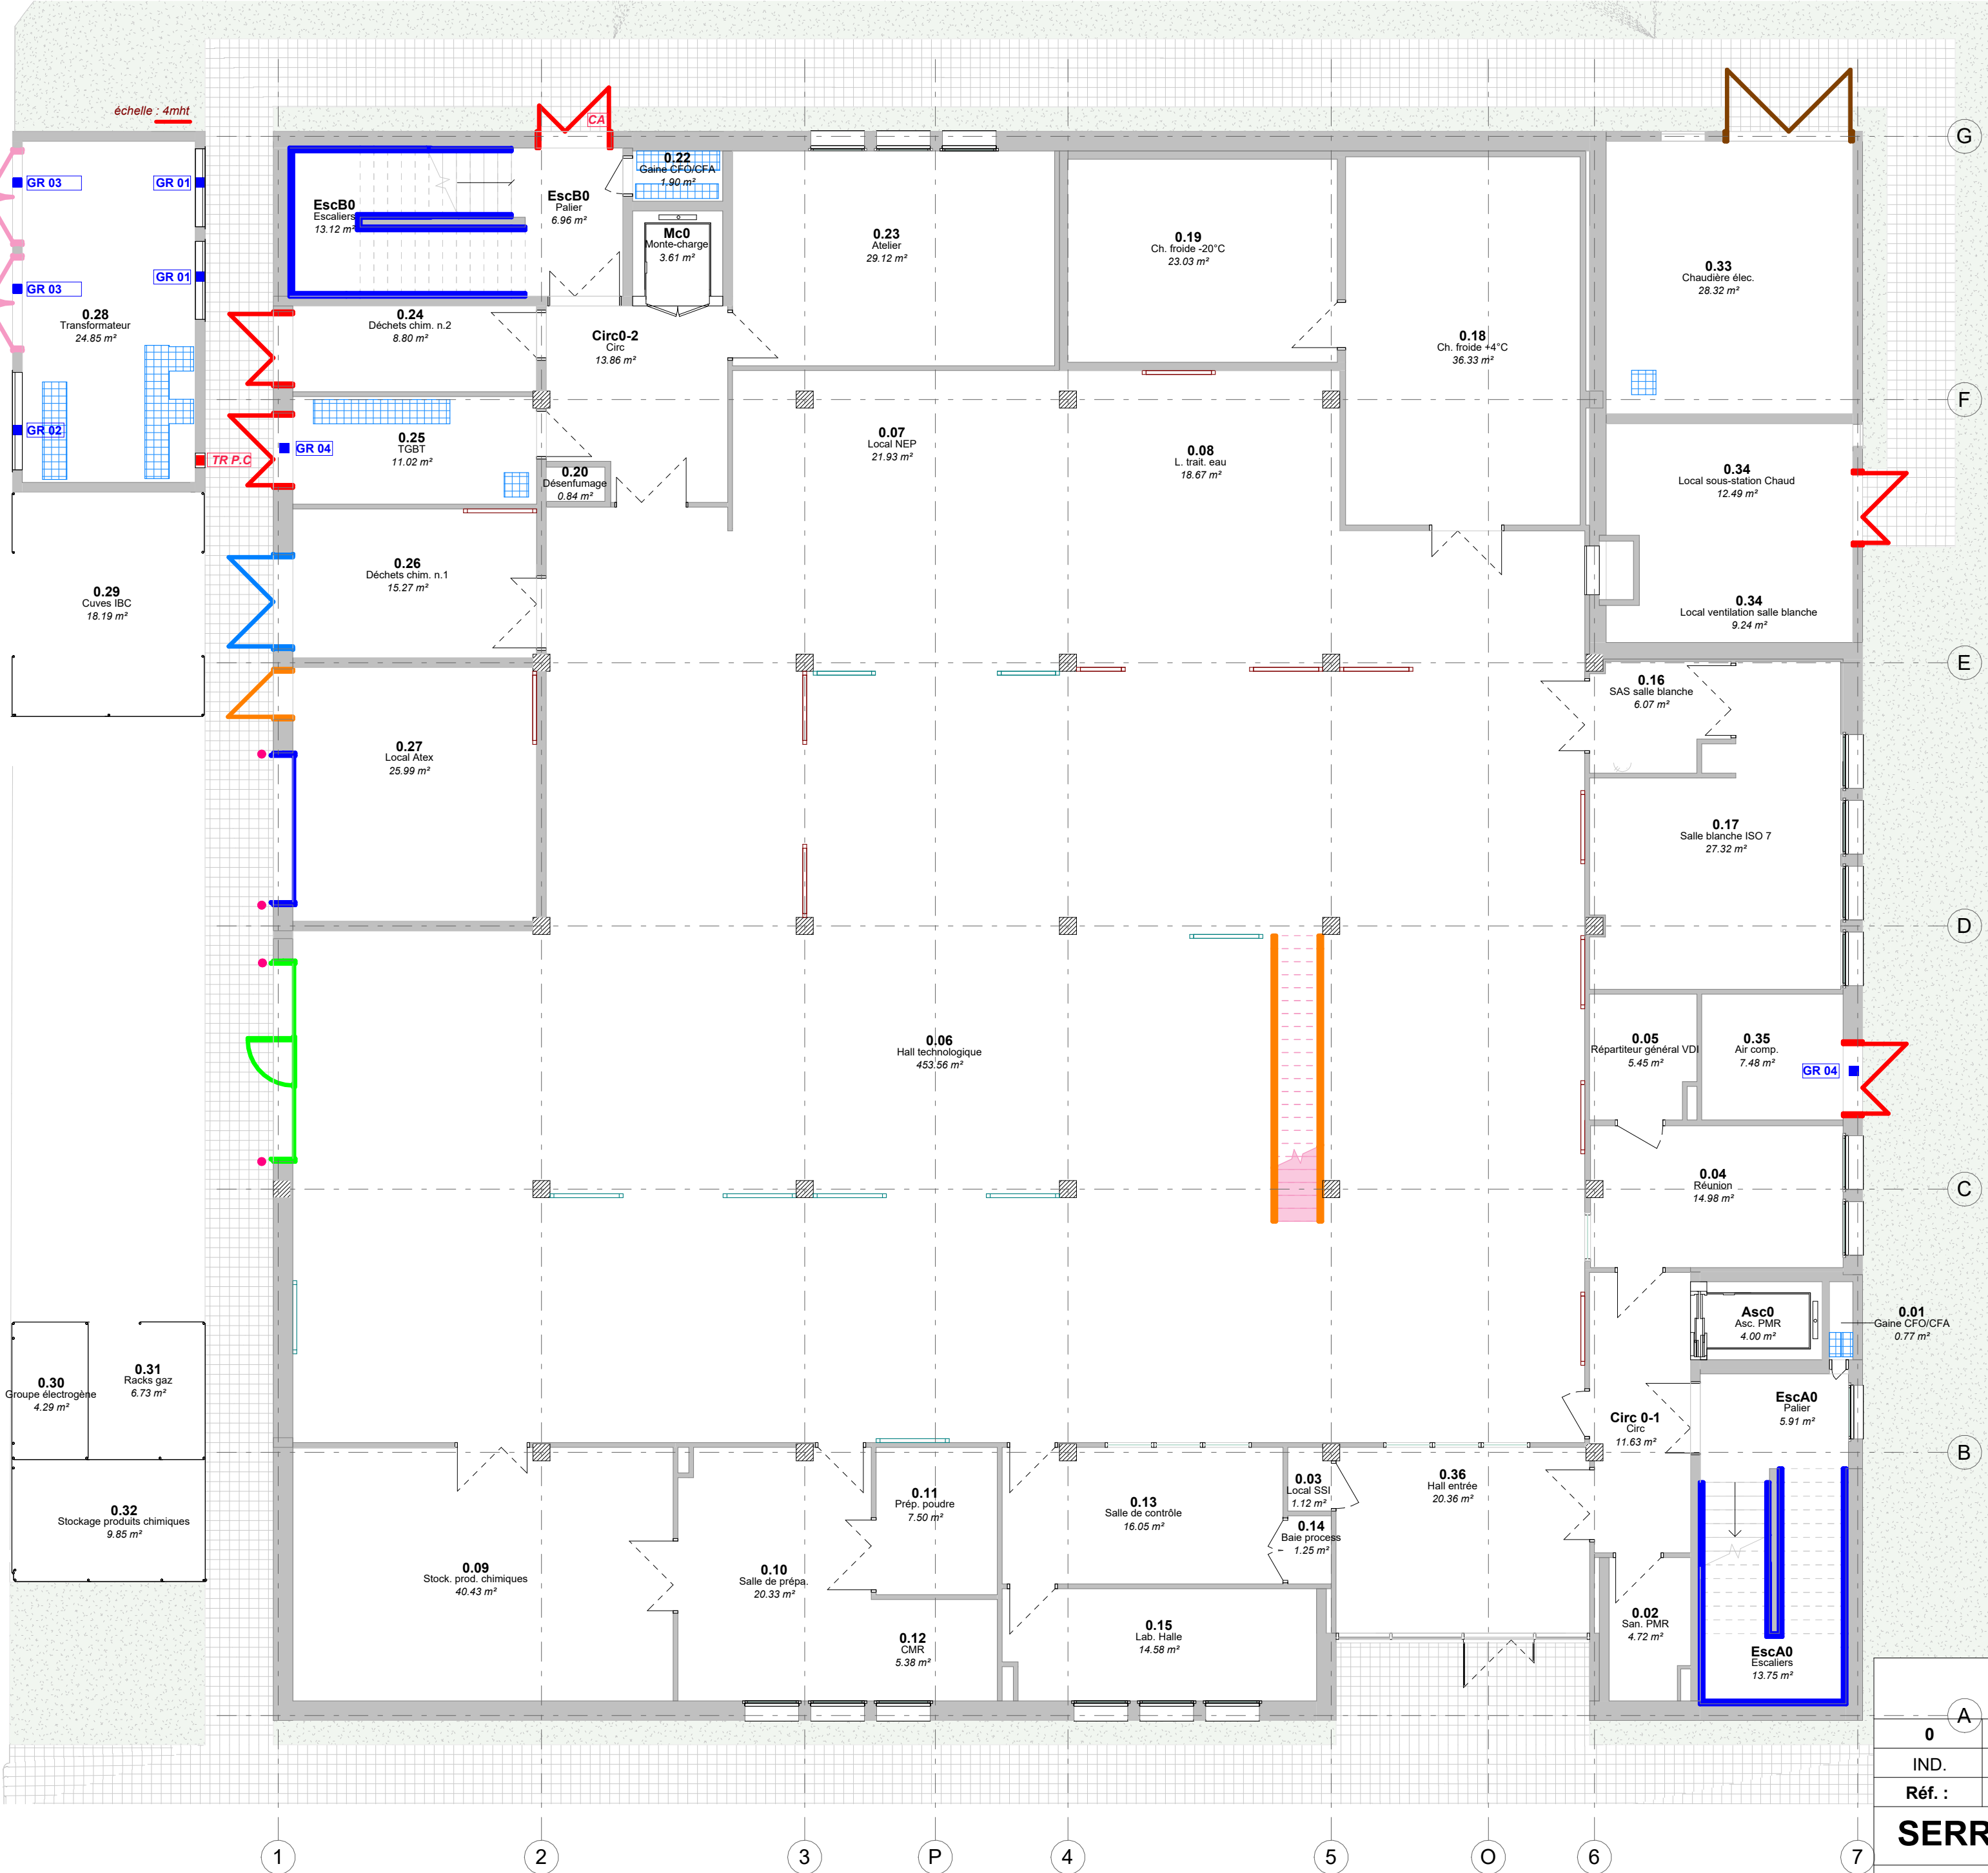 échelle : 4mht
CA
G
GR 03
GR 01
GR 03
GR 01
0.28
Transformateur
24.85 m²
GR 02
TR P.C
EscB0
Escaliers
13.12 m²
EscB0
Palier
6.96 m²
0.22
Gaine CFO/CFA
1.90 m²
Mc0
Monte-charge
3.61 m²
0.23
Atelier
29.12 m²
0.19
Ch. froide -20°C
23.03 m²
0.18
Ch. froide +4°C
36.33 m²
0.33
Chaudière élec.
28.32 m²
0.24
Déchets chim. n.2
8.80 m²
Circ0-2
Circ
13.86 m²
F
GR 04
0.25
TGBT
11.02 m²
0.20
Désenfumage
0.84 m²
0.07
Local NEP
21.93 m²
0.08
L. trait. eau
18.67 m²
0.34
Local sous-station Chaud
12.49 m²
0.29
Cuves IBC
18.19 m²
0.26
Déchets chim. n.1
15.27 m²
0.34
Local ventilation salle blanche
9.24 m²
E
0.16
SAS salle blanche
6.07 m²
0.27
Local Atex
25.99 m²
0.17
Salle blanche ISO 7
27.32 m²
D
0.06
Hall technologique
453.56 m²
0.05
Répartiteur général VDI
5.45 m²
0.35
Air comp.
7.48 m²
GR 04
0.04
Réunion
14.98 m²
C
Asc0
Asc. PMR
4.00 m²
0.01
Gaine CFO/CFA
0.77 m²
0.30
Groupe électrogène
4.29 m²
0.31
Racks gaz
6.73 m²
EscA0
Palier
5.91 m²
Circ 0-1
Circ
11.63 m²
B
0.32
Stockage produits chimiques
9.85 m²
0.09
Stock. prod. chimiques
40.43 m²
0.10
Salle de prépa.
20.33 m²
0.11
Prép. poudre
7.50 m²
0.13
Salle de contrôle
16.05 m²
0.03
Local SSI
1.12 m²
0.14
Baie process
1.25 m²
0.36
Hall entrée
20.36 m²
0.12
CMR
5.38 m²
0.15
Lab. Halle
14.58 m²
0.02
San. PMR
4.72 m²
EscA0
Escaliers
13.75 m²
A
0
IND.
Réf. :
SERR
1
2
3
P
4
5
O
6
7